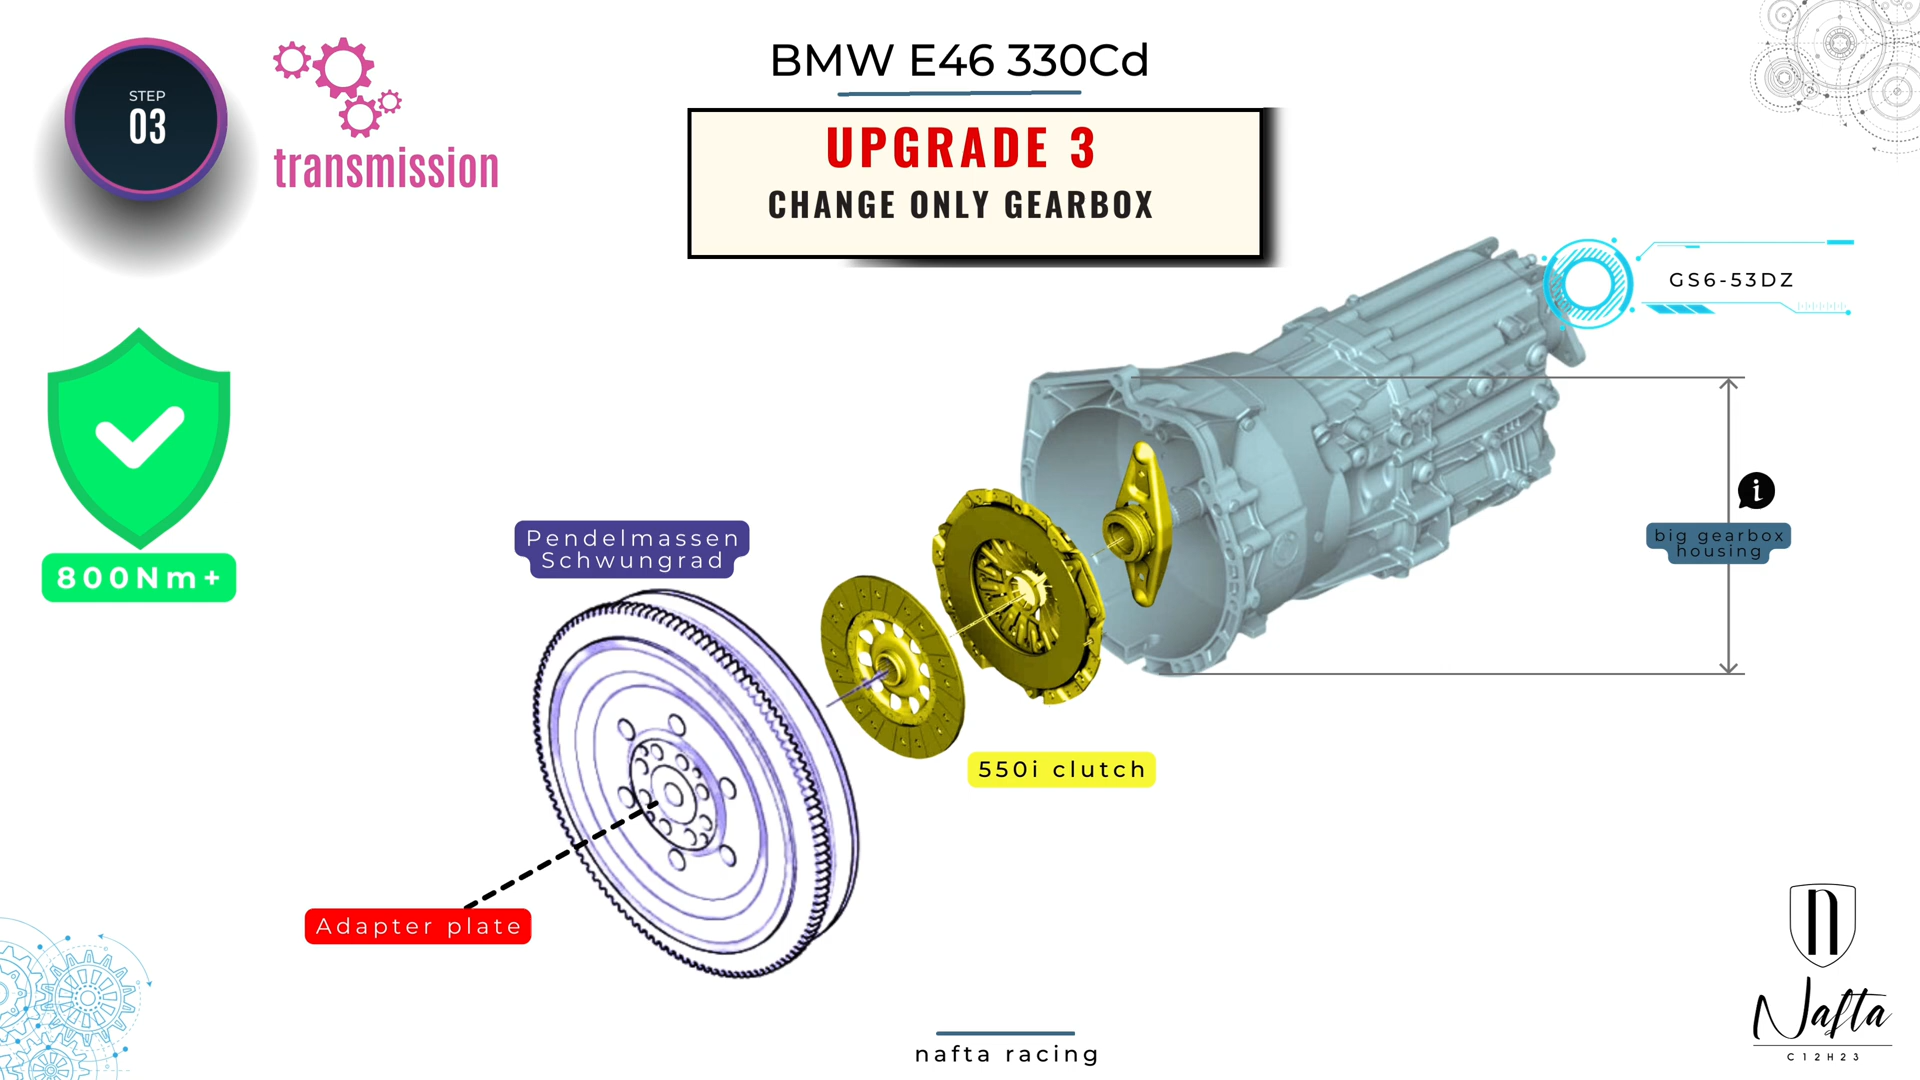 STEP
03
transmission
BMW E46 330Cd
UPGRADE 3
CHANGE ONLY GEARBOX
GS6-53DZ
big gearbox
housing
i
800Nm+
Pendelmassen
Schwungrad
550i clutch
Adapter plate
nafta racing
n
Nafta
C12H23